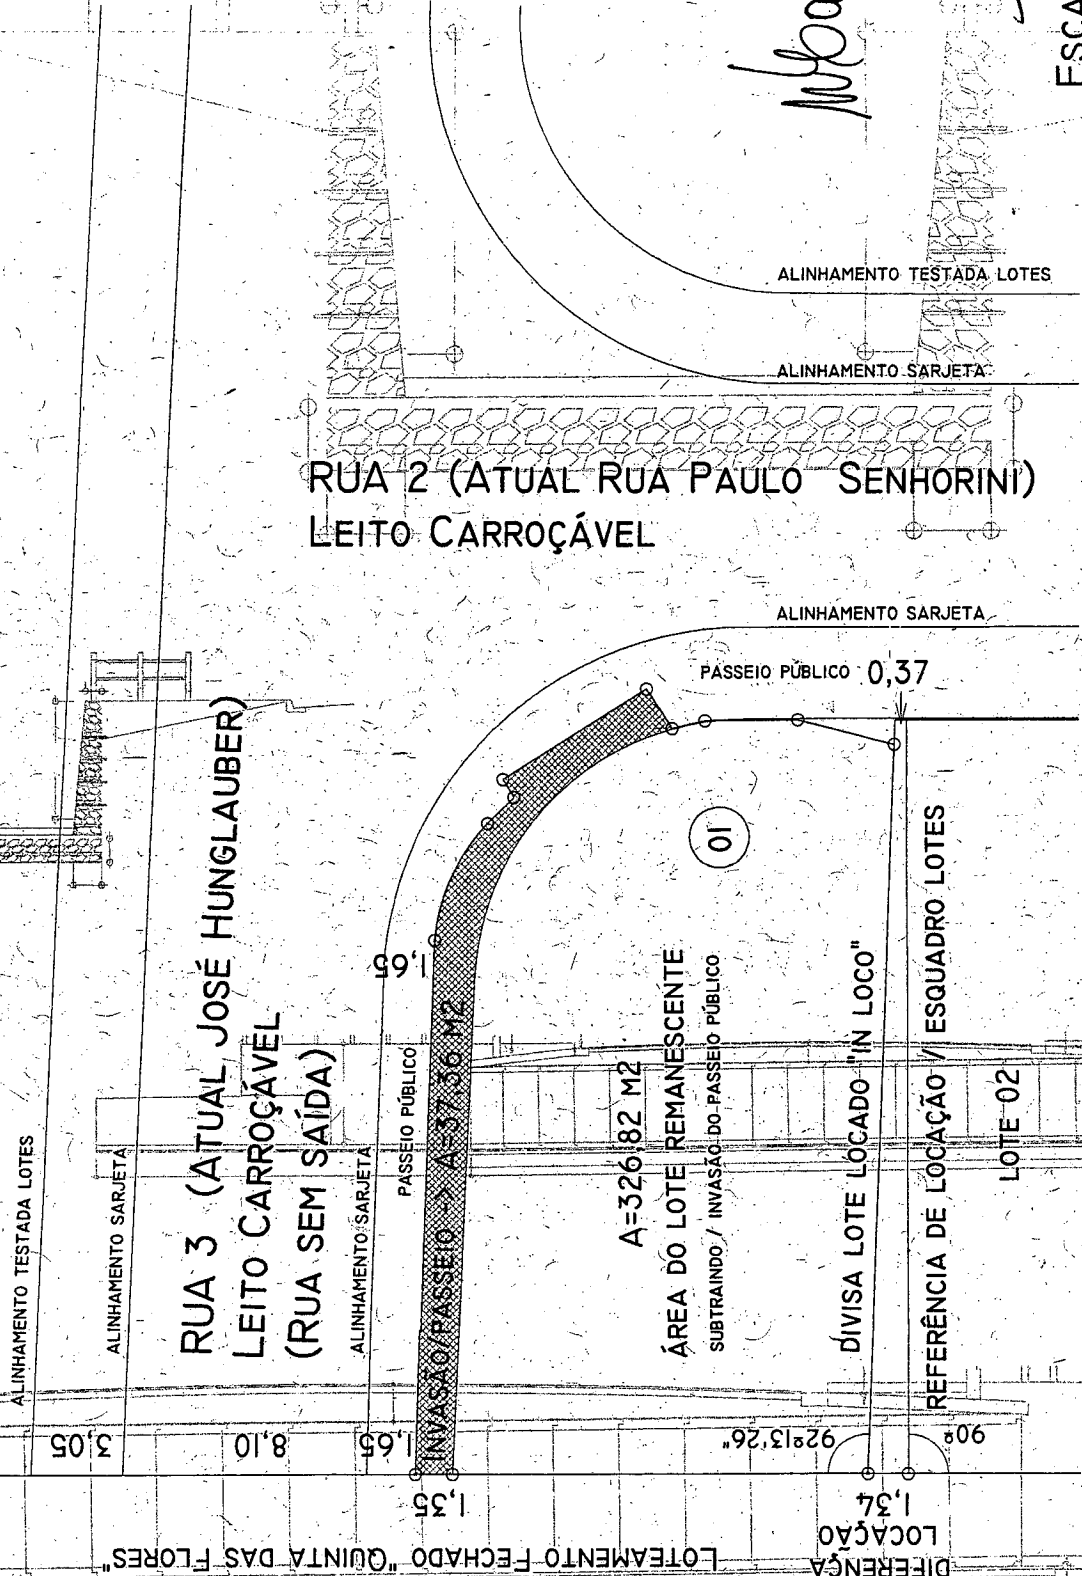 ESCA
ALINHAMENTO TESTADA LOTES
ALINHAMENTO SARJETA
RUA 2 (ATUAL RUA PAULO SENHORINI)
LEITO CARROÇÁVEL
ALINHAMENTO SARJETA
PASSEIO PÚBLICO 0,37
01
ALINHAMENTO TESTADA LOTES
ALINHAMENTO SARJETA
RUA 3 (ATUAL JOSÉ HUNGLAUBER)
LEITO CARROÇÁVEL
(RUA SEM SAÍDA)
ALINHAMENTO SARJETA
PASSEIO PÚBLICO
1,65
INVASÃO/PASSEIO -> A=37,36 M2
A=326,82 M2
ÁREA DO LOTE REMANESCENTE
SUBTRAINDO / INVASÃO DO PASSEIO PÚBLICO
DIVISA LOTE LOCADO "IN LOCO"
REFERÊNCIA DE LOCAÇÃO / ESQUADRO LOTES
LOTE 02
3,05
8,10
1,65
92º13'26"
90º
1,35
1,34
DIFERENÇA
LOCAÇÃO
LOTEAMENTO FECHADO "QUINTA DAS FLORES"